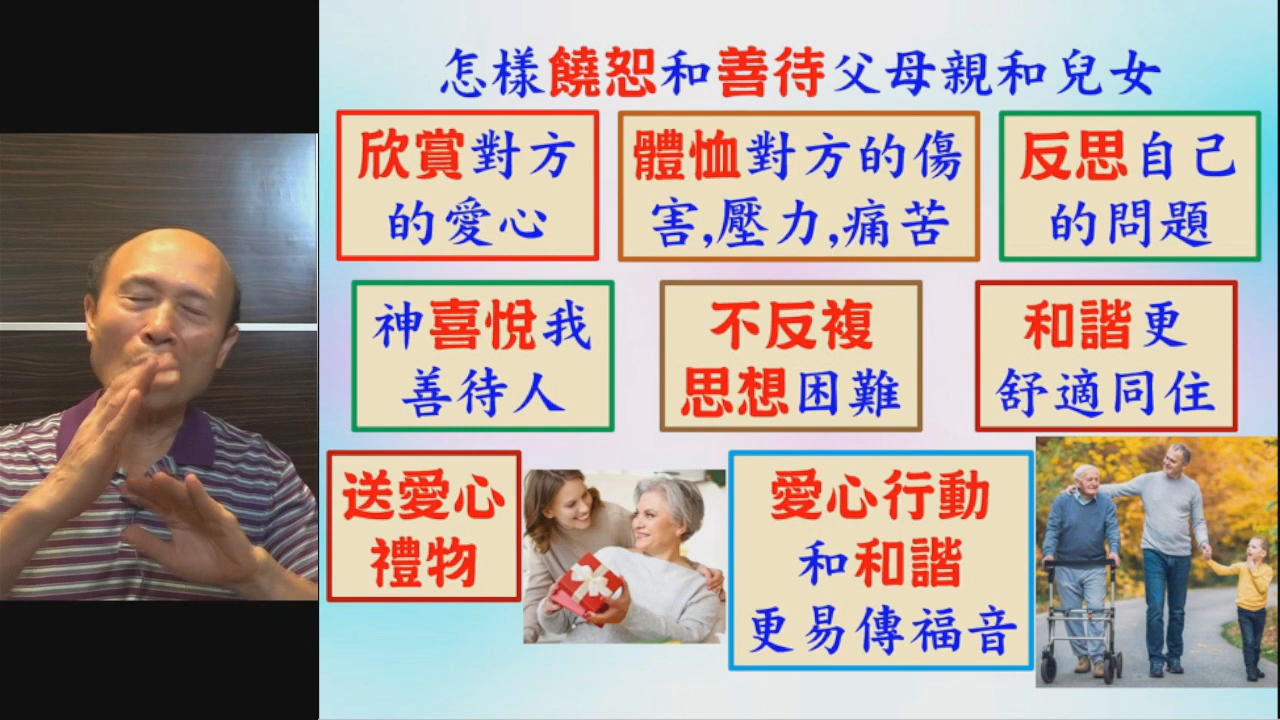 怎樣饒恕和善待父母親和兒女
欣賞對方
的愛心
體恤對方的傷
害,壓力,痛苦
反思自己
的問題
神喜悅我
善待人
不反複
思想困難
和諧更
舒適同住
送愛心
禮物
愛心行動
和和諧
更易傳福音